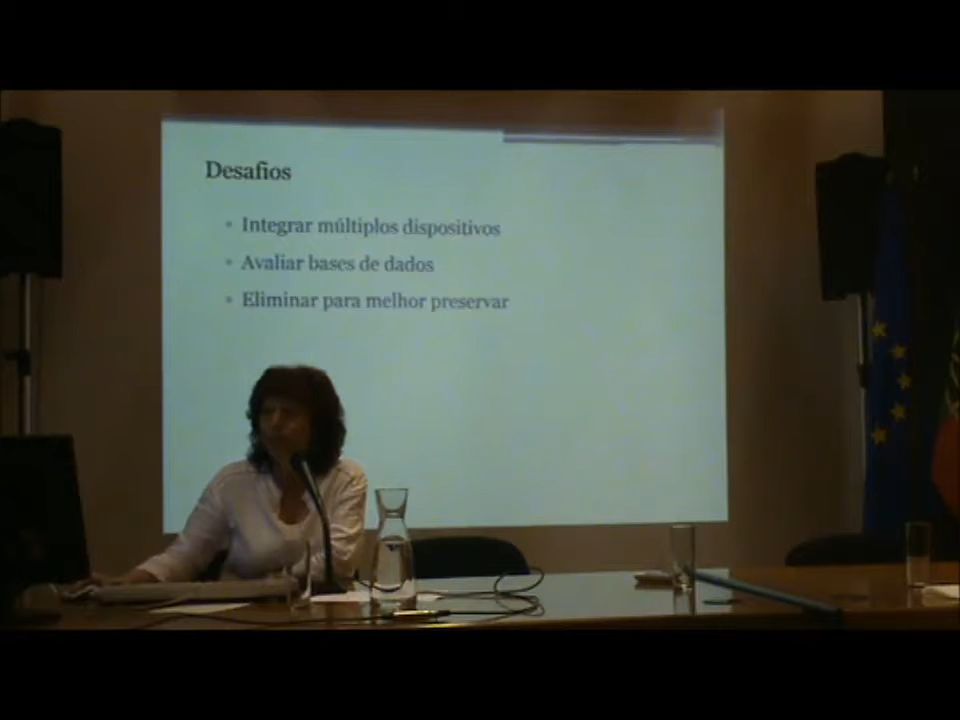 Desafios
Integrar múltiplos dispositivos
Avaliar bases de dados
Eliminar para melhor preservar